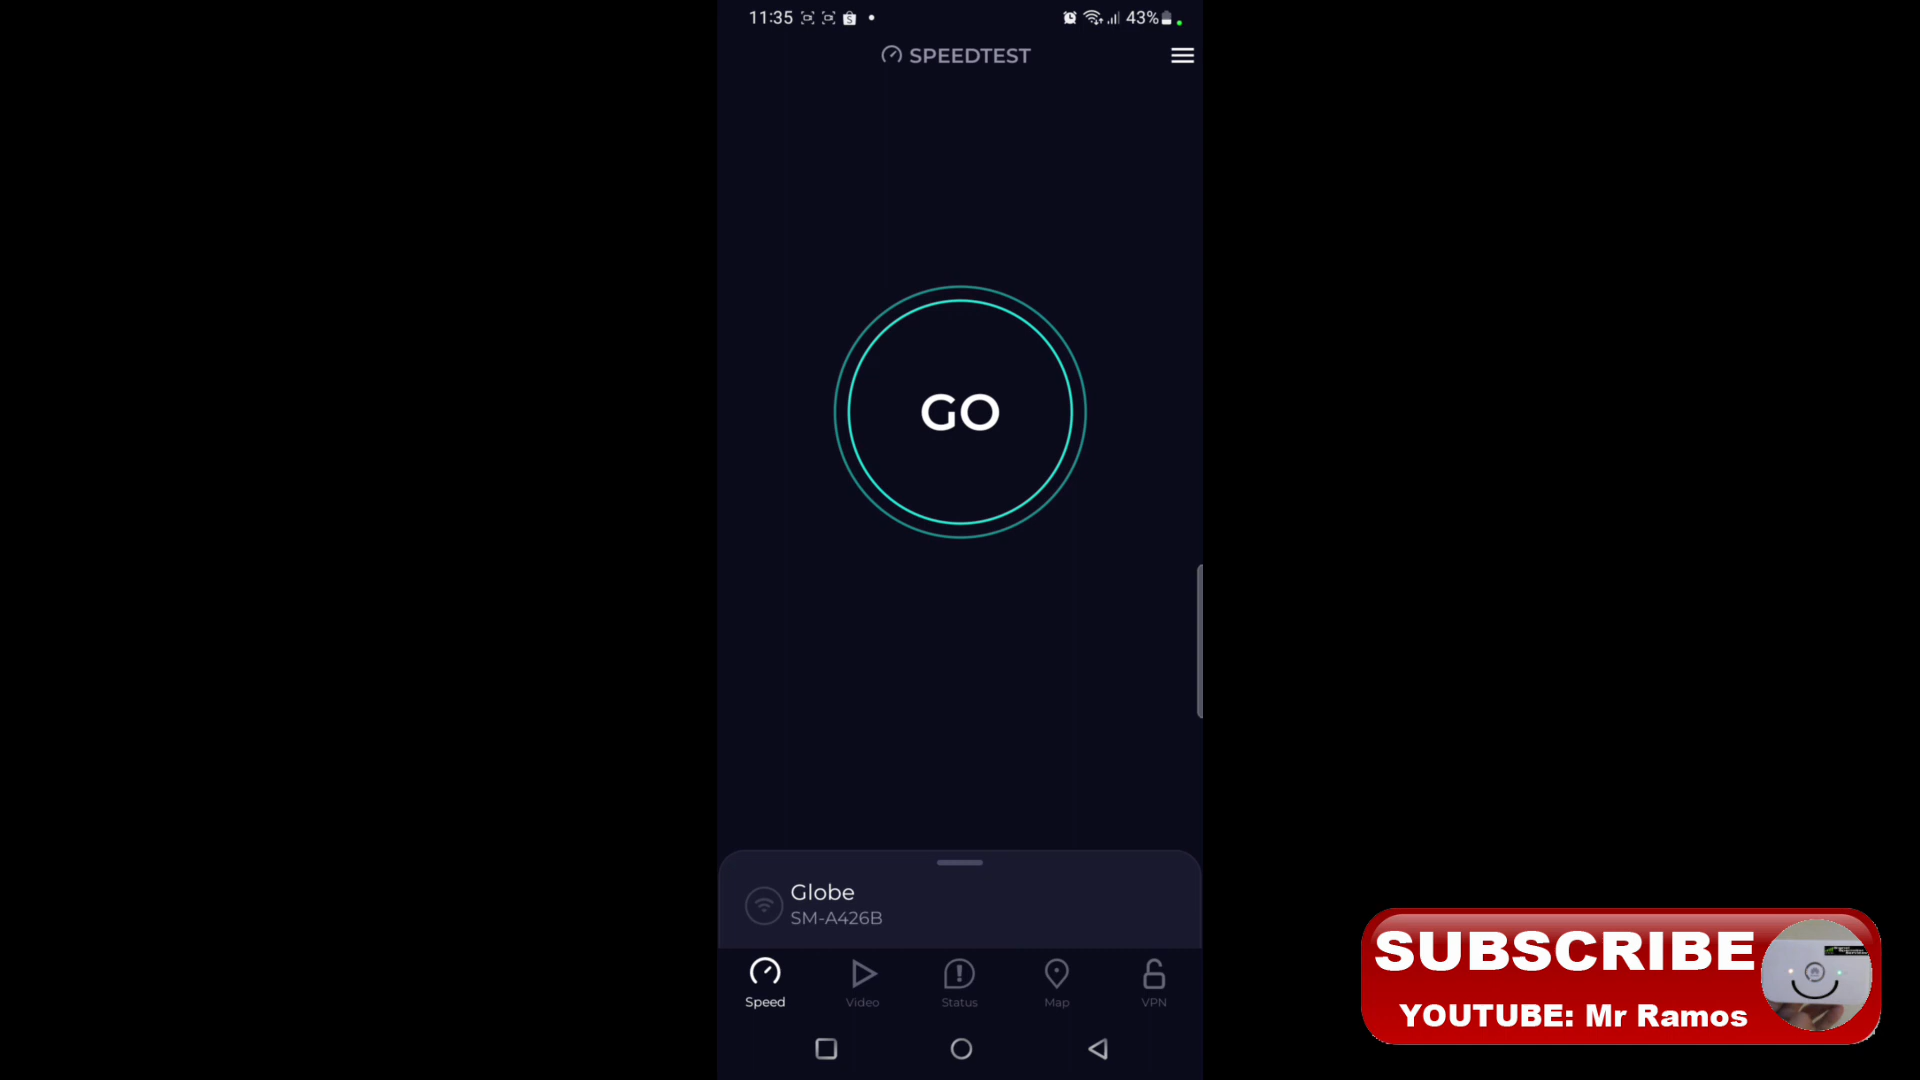 11:35
43%
SPEEDTEST
GO
Globe
SM-A426B
Speed
Video
Status
Map
VPN
SUBSCRIBE
YOUTUBE: Mr Ramos